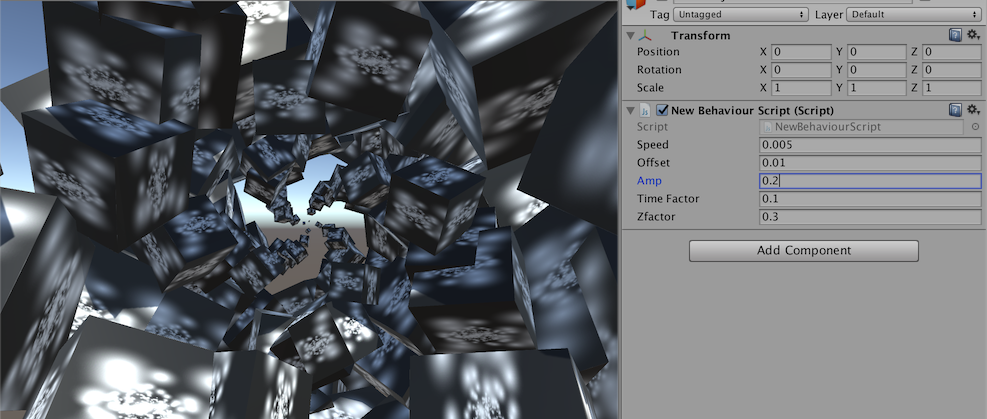 Tag Untagged Layer Default
Transform
Position X 0 Y 0 Z 0
Rotation X 0 Y 0 Z 0
Scale X 1 Y 1 Z 1
New Behaviour Script (Script)
Script NewBehaviourScript
Speed 0.005
Offset 0.01
Amp 0.2
Time Factor 0.1
Zfactor 0.3
Add Component